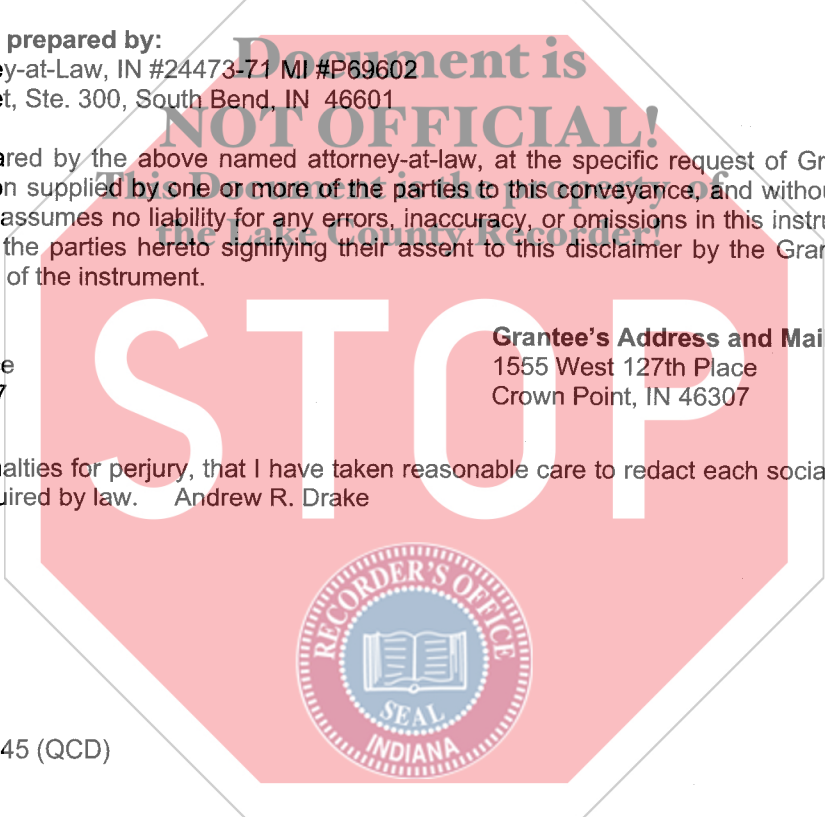 prepared by:
y-at-Law, IN #24473-71 MI #P69602
t, Ste. 300, South Bend, IN 46601
Document is
NOT OFFICIAL!
This Document is the property of
the Lake County Recorder!
ared by the above named attorney-at-law, at the specific request of Gr
n supplied by one or more of the parties to this conveyance, and withou
assumes no liability for any errors, inaccuracy, or omissions in this instru
the parties hereto signifying their assent to this disclaimer by the Gran
of the instrument.
STOP
Grantee's Address and Mai
e 1555 West 127th Place
7 Crown Point, IN 46307
alties for perjury, that I have taken reasonable care to redact each socia
uired by law. Andrew R. Drake
RECORDER'S OFFICE
SEAL
INDIANA
45 (QCD)